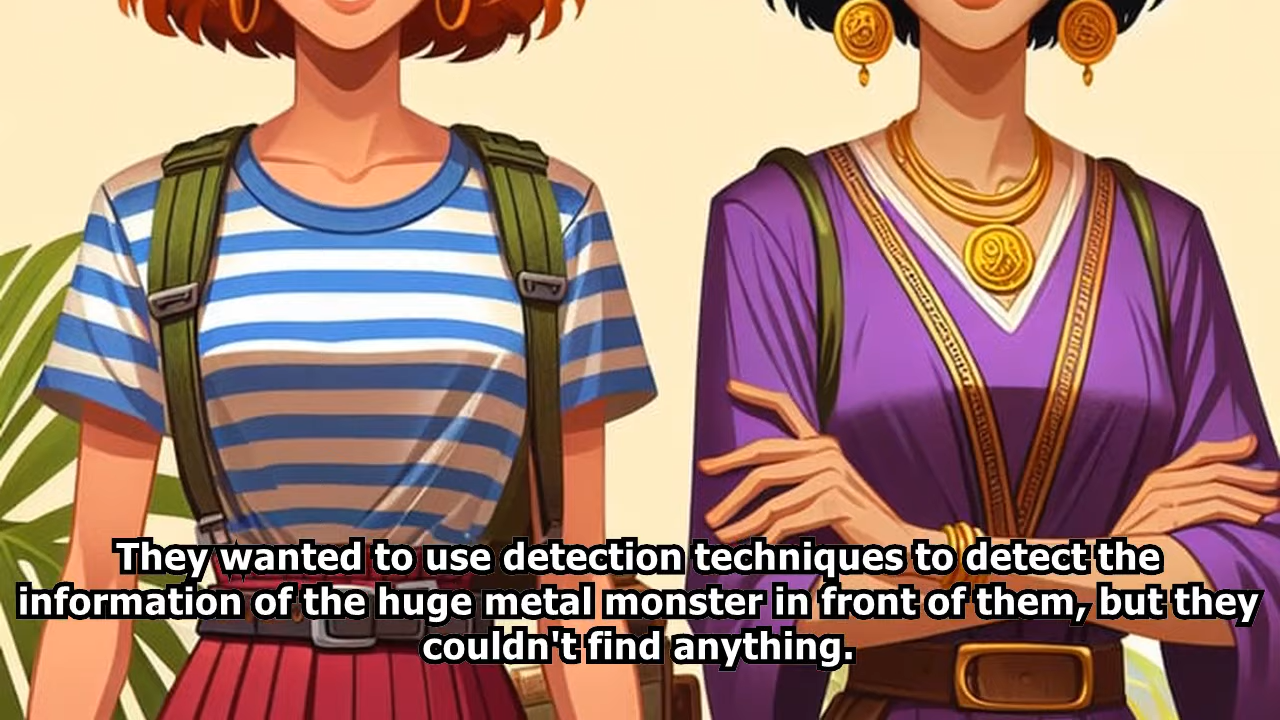 They wanted to use detection techniques to detect the
information of the huge metal monster in front of them, but they
couldn't find anything.